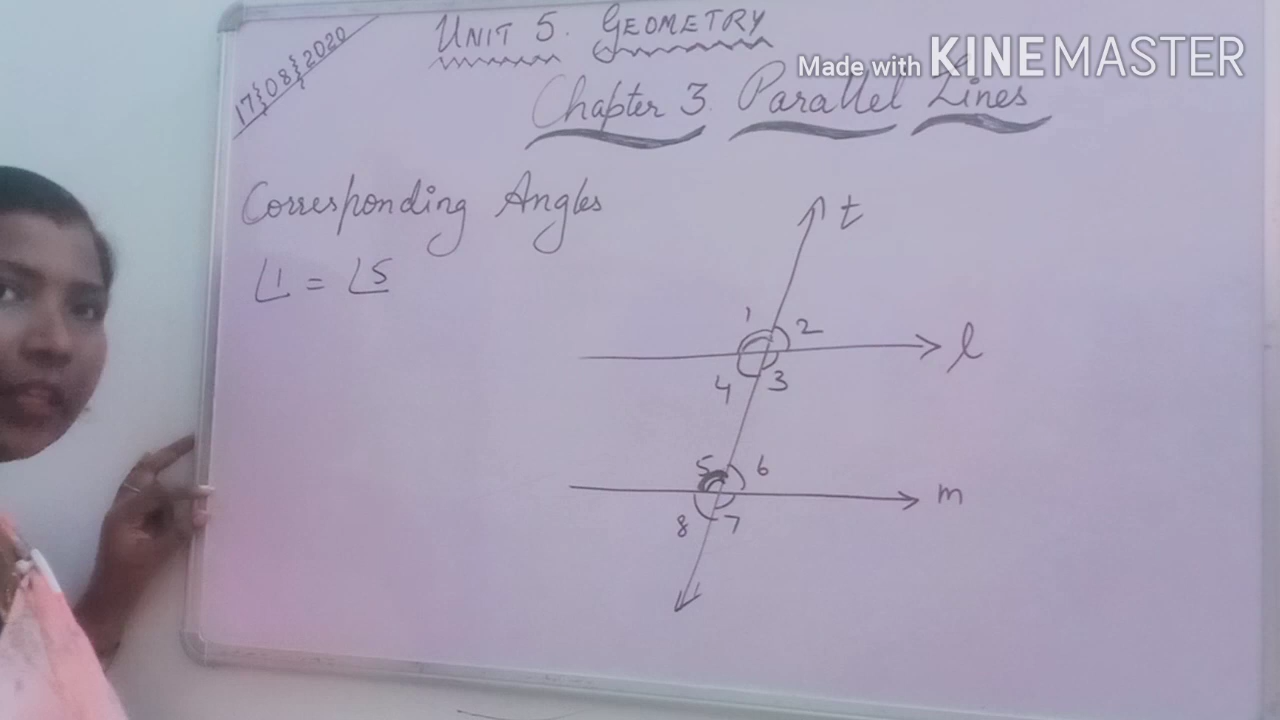 17}08}2020
UNIT 5. GEOMETRY
Made with KINEMASTER
Chapter 3. Parallel Lines
Corresponding Angles
∠1 = ∠5
t
1 2
l
4 3
5 6
m
8 7